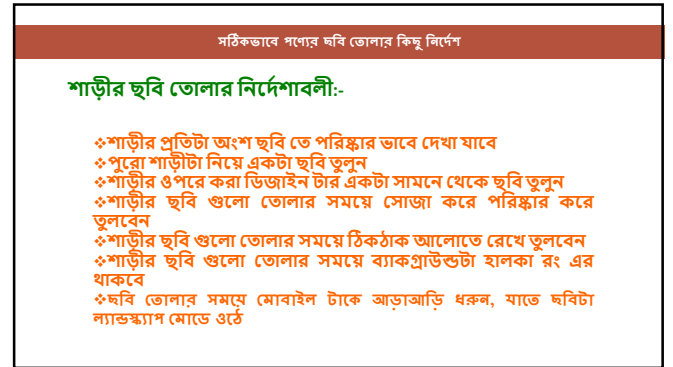 সঠিকভাবে পণ্যের ছবি তোলার কিছু নির্দেশ
শাড়ীর ছবি তোলার নির্দেশাবলী:-
❖শাড়ীর প্রতিটা অংশ ছবি তে পরিষ্কার ভাবে দেখা যাবে
❖পুরো শাড়ীটা নিয়ে একটা ছবি তুলুন
❖শাড়ীর ওপরে করা ডিজাইন টার একটা সামনে থেকে ছবি তুলুন
❖শাড়ীর ছবি গুলো তোলার সময়ে সোজা করে পরিষ্কার করে
তুলবেন
❖শাড়ীর ছবি গুলো তোলার সময়ে ঠিকঠাক আলোতে রেখে তুলবেন
❖শাড়ীর ছবি গুলো তোলার সময়ে ব্যাকগ্রাউন্ডটা হালকা রং এর
থাকবে
❖ছবি তোলার সময়ে মোবাইল টাকে আড়াআড়ি ধরুন, যাতে ছবিটা
ল্যান্ডস্ক্যাপ মোডে ওঠে